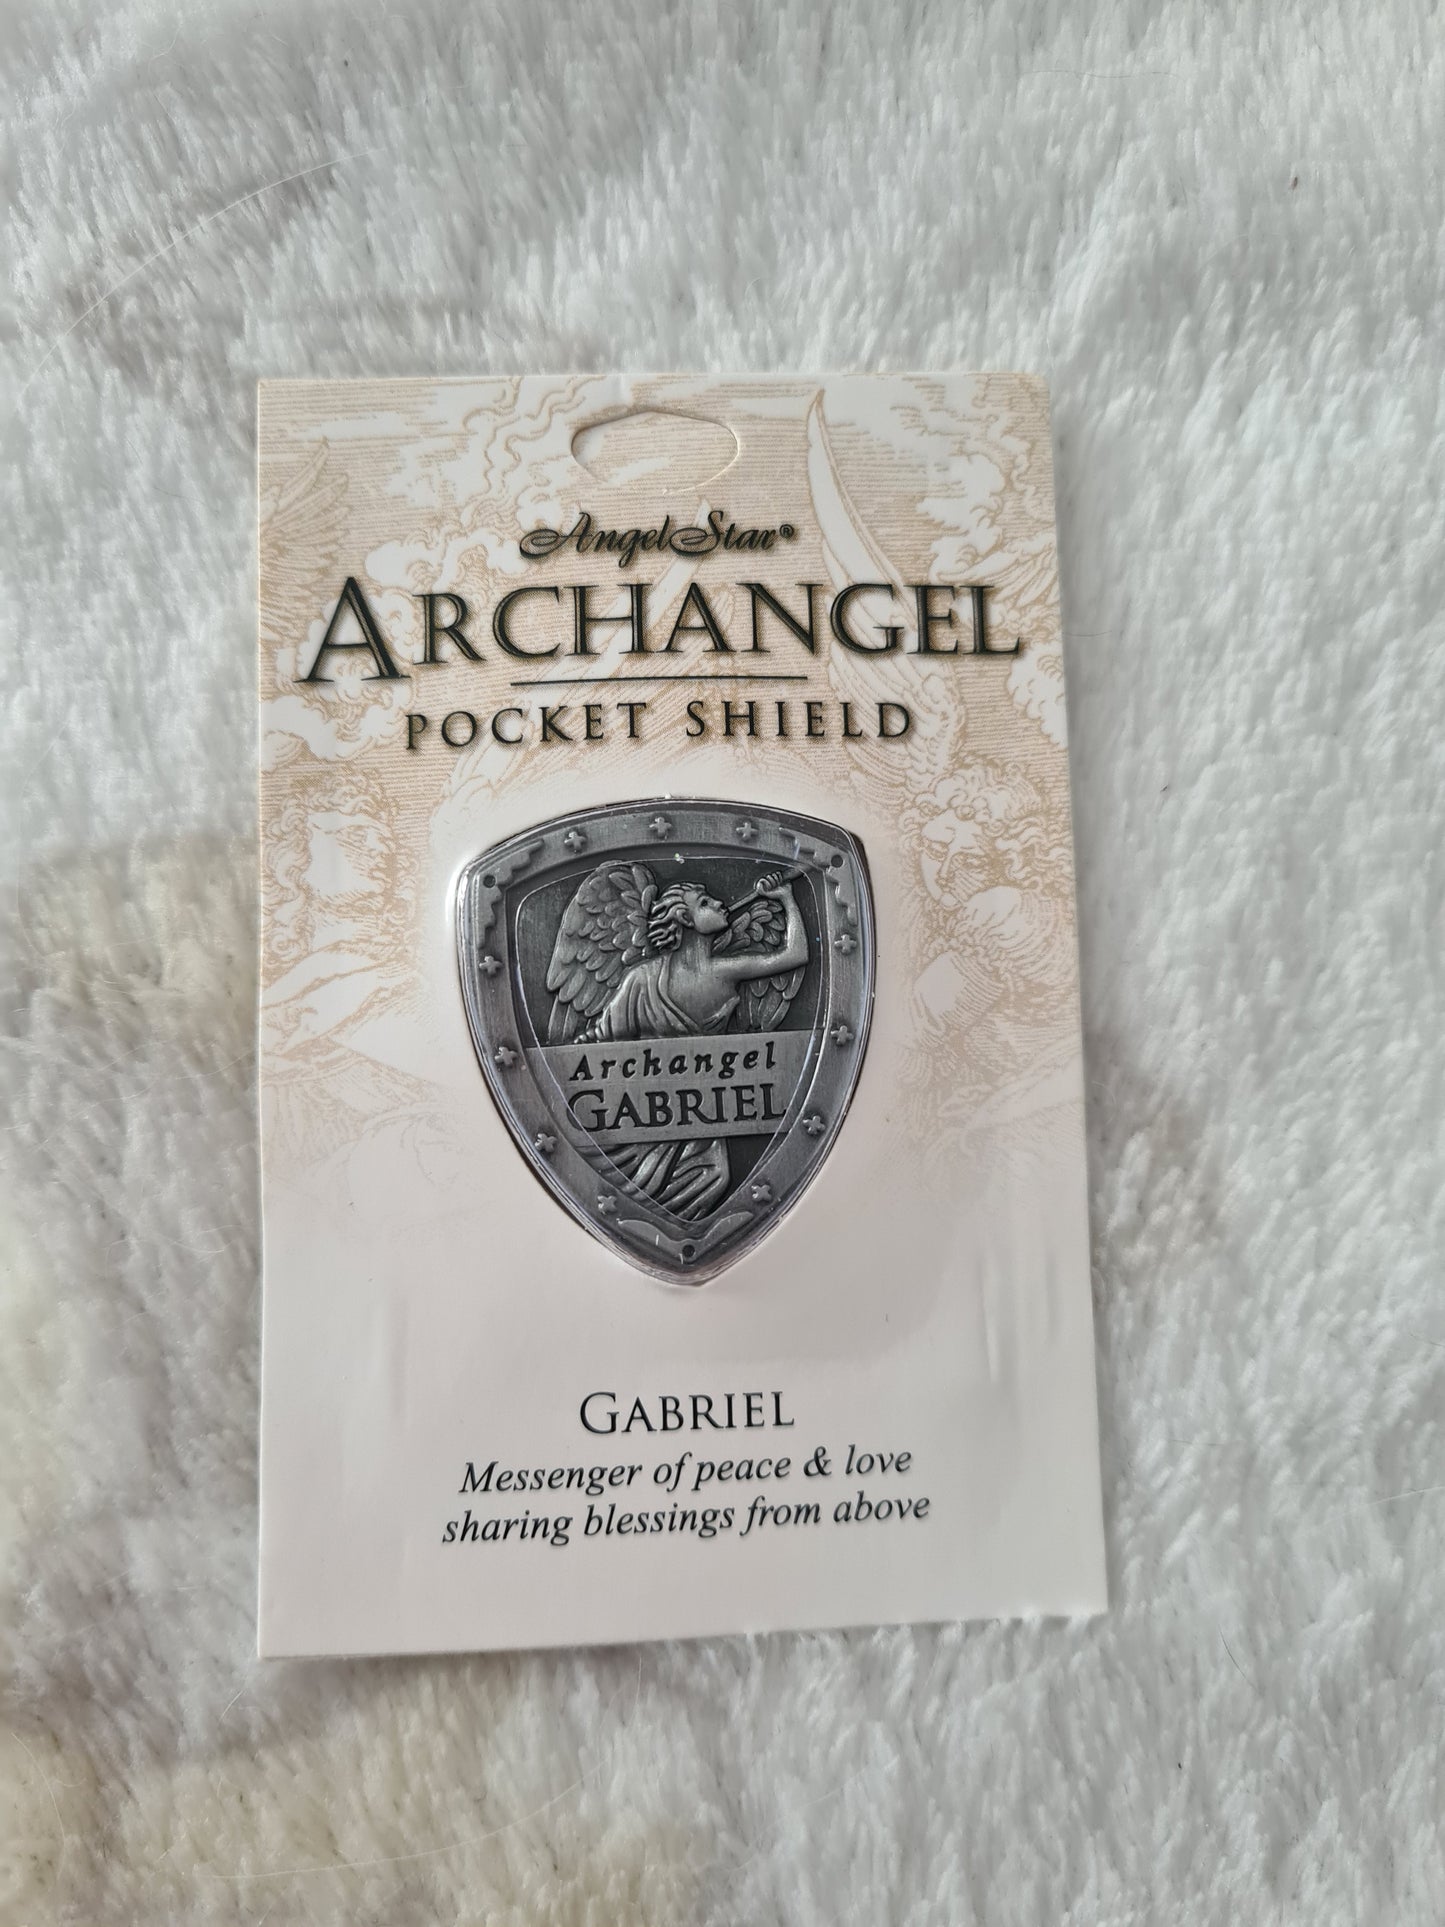 AngelStar®
ARCHANGEL
POCKET SHIELD
Archangel
GABRIEL
GABRIEL
Messenger of peace & love
sharing blessings from above